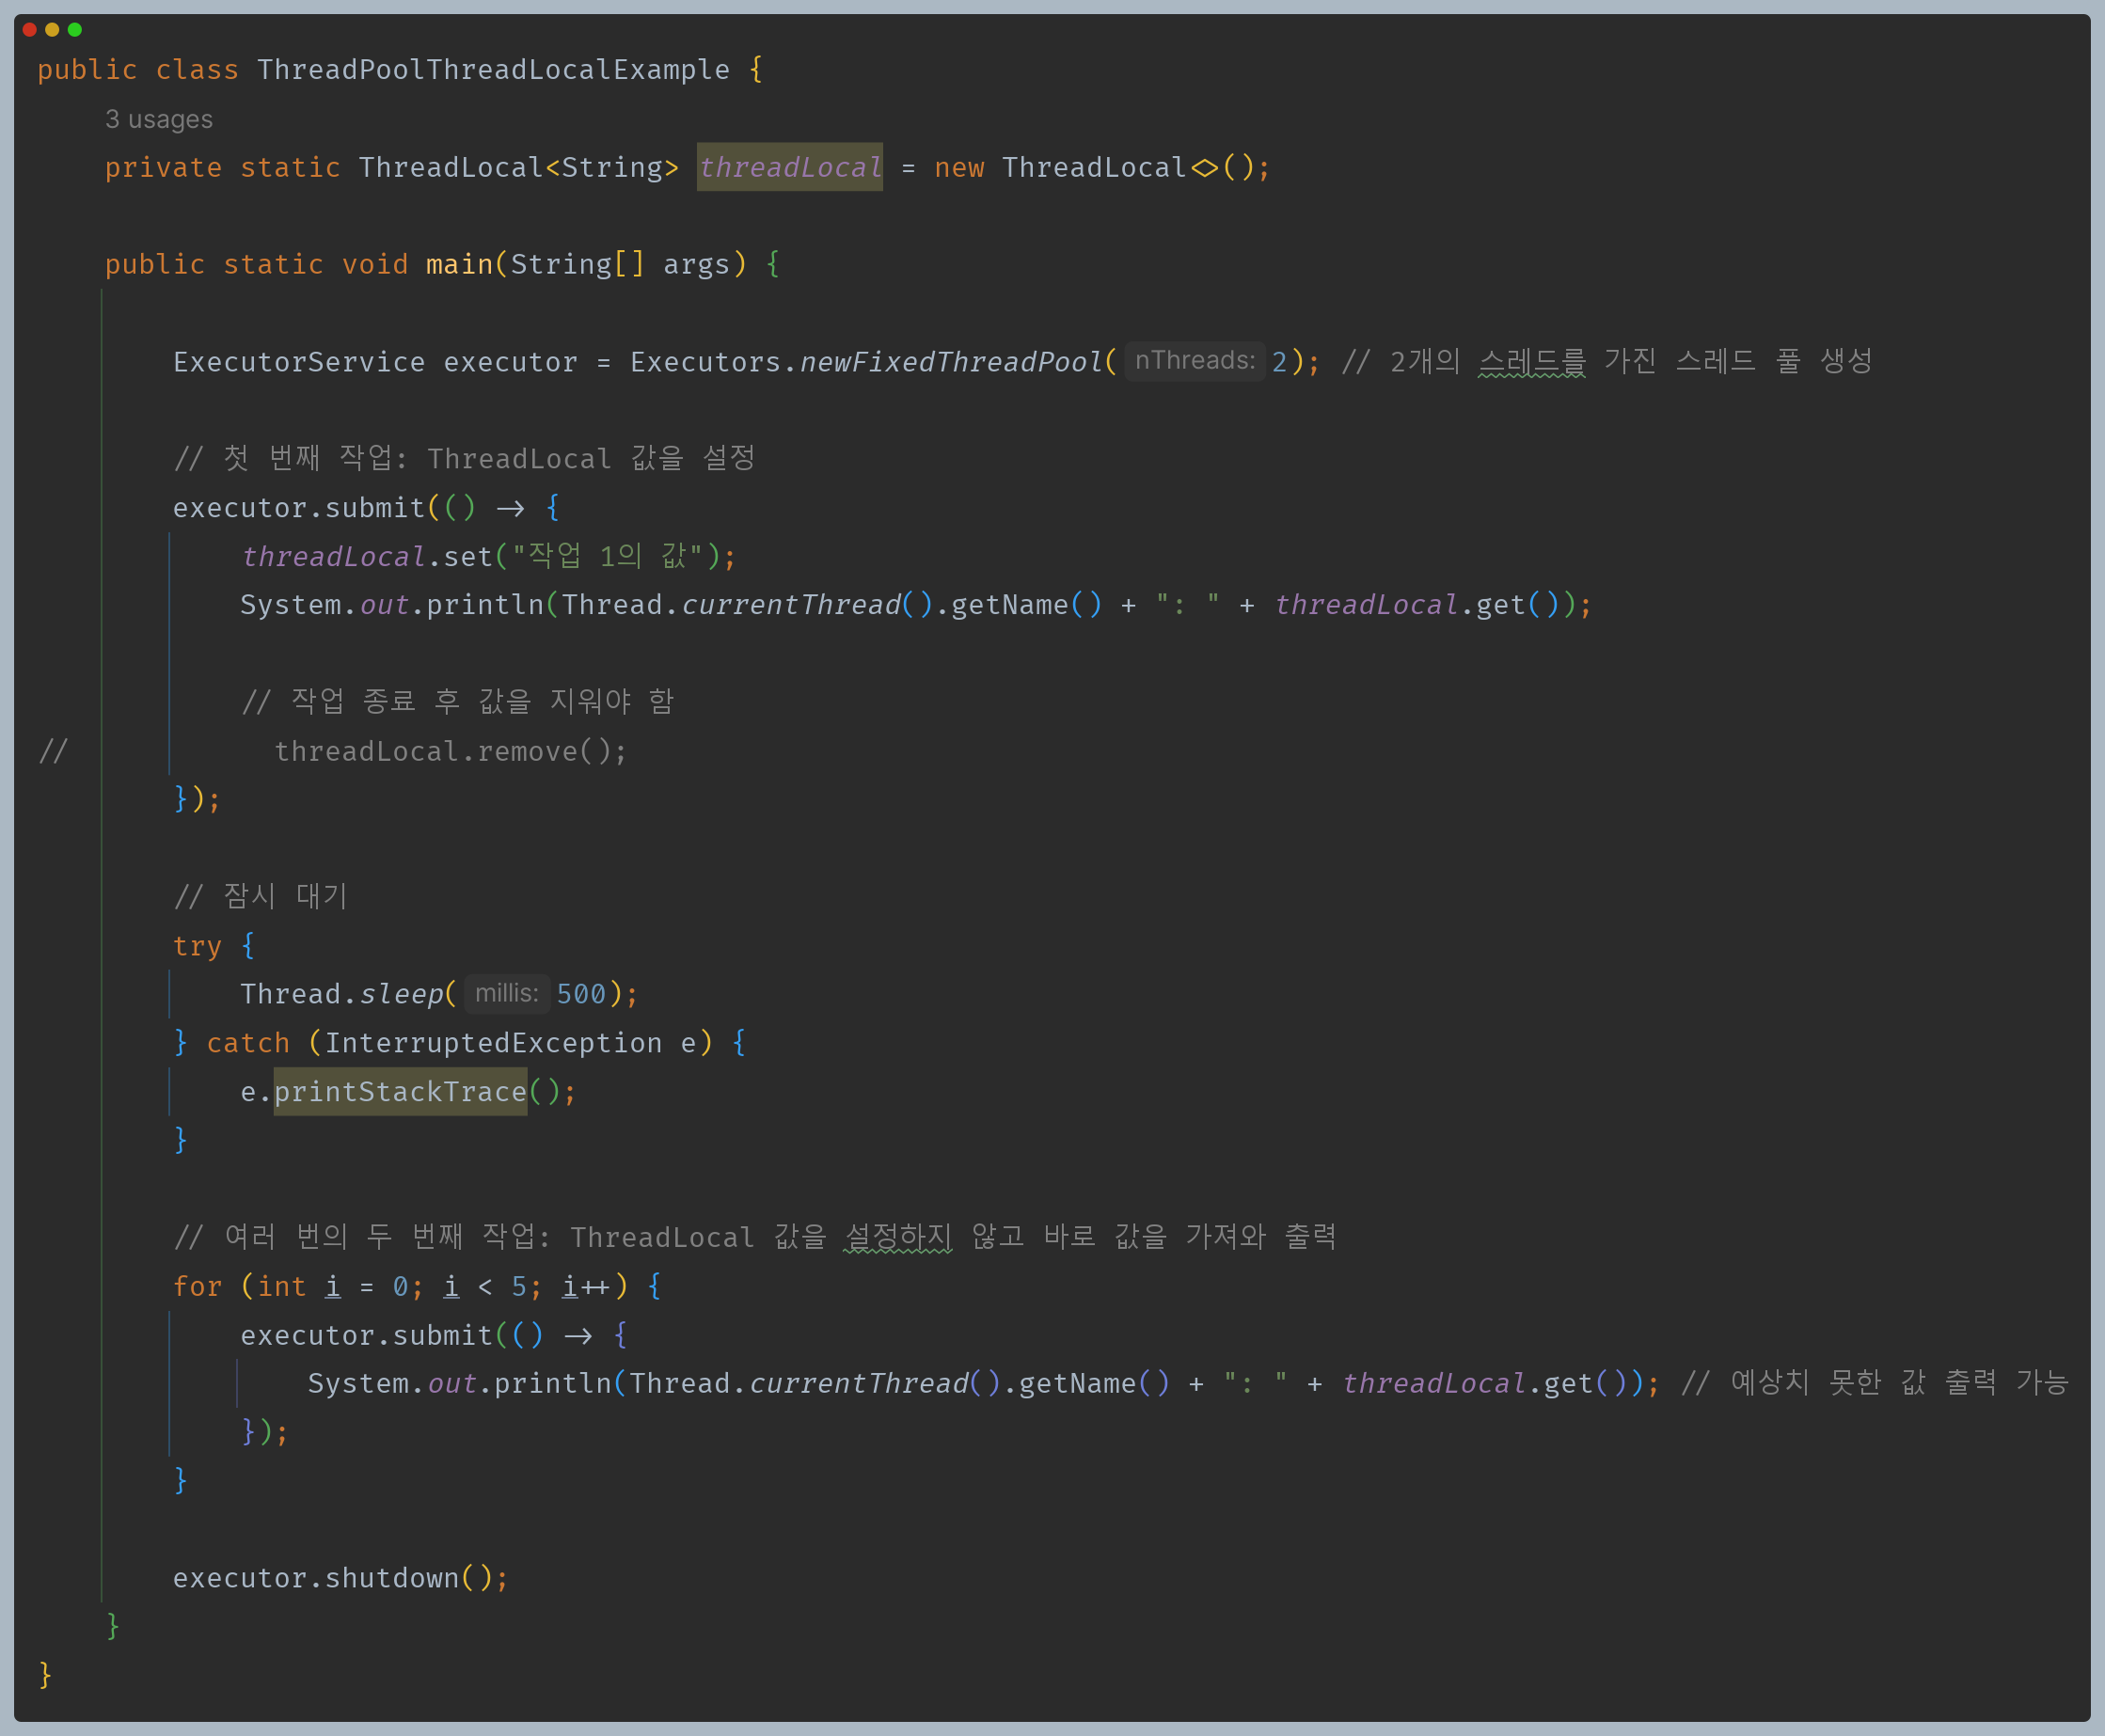 public class ThreadPoolThreadLocalExample {
3 usages
private static ThreadLocal<String> threadLocal = new ThreadLocal<>();
public static void main(String[] args) {
ExecutorService executor = Executors.newFixedThreadPool( nThreads: 2); // 2개의 스레드를 가진 스레드 풀 생성
// 첫 번째 작업: ThreadLocal 값을 설정
executor.submit(() -> {
threadLocal.set("작업 1의 값");
System.out.println(Thread.currentThread().getName() + ": " + threadLocal.get());
// 작업 종료 후 값을 지워야 함
// threadLocal.remove();
});
// 잠시 대기
try {
Thread.sleep( millis: 500);
} catch (InterruptedException e) {
e.printStackTrace();
}
// 여러 번의 두 번째 작업: ThreadLocal 값을 설정하지 않고 바로 값을 가져와 출력
for (int i = 0; i < 5; i++) {
executor.submit(() -> {
System.out.println(Thread.currentThread().getName() + ": " + threadLocal.get()); // 예상치 못한 값 출력 가능
});
}
executor.shutdown();
}
}